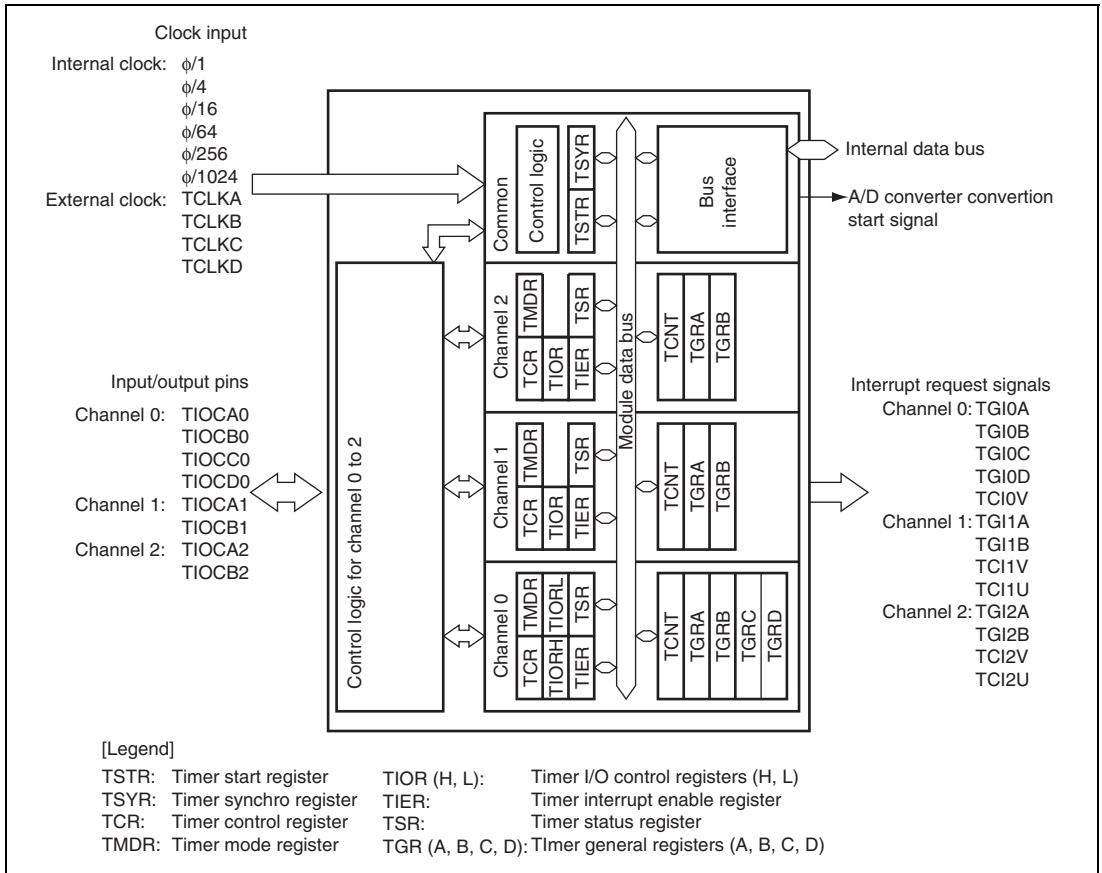 Clock input
Internal clock: ϕ/1
ϕ/4
ϕ/16
ϕ/64
ϕ/256
ϕ/1024
External clock: TCLKA
TCLKB
TCLKC
TCLKD
Input/output pins
Channel 0: TIOCA0
TIOCB0
TIOCC0
TIOCD0
Channel 1: TIOCA1
TIOCB1
Channel 2: TIOCA2
TIOCB2
Control logic for channel 0 to 2
Common
Control logic
TSTR TSYR
Bus
interface
Channel 2
TCR TMDR
TIOR
TIER TSR
TCNT
TGRA
TGRB
Channel 1
TCR TMDR
TIOR
TIER TSR
TCNT
TGRA
TGRB
Channel 0
TCR TMDR
TIORH TIORL
TIER TSR
TCNT
TGRA
TGRB
TGRC
TGRD
Module data bus
Internal data bus
A/D converter convertion
start signal
Interrupt request signals
Channel 0: TGI0A
TGI0B
TGI0C
TGI0D
TCI0V
Channel 1: TGI1A
TGI1B
TCI1V
TCI1U
Channel 2: TGI2A
TGI2B
TCI2V
TCI2U
[Legend]
TSTR: Timer start register
TSYR: Timer synchro register
TCR: Timer control register
TMDR: Timer mode register
TIOR (H, L): Timer I/O control registers (H, L)
TIER: Timer interrupt enable register
TSR: Timer status register
TGR (A, B, C, D): TImer general registers (A, B, C, D)